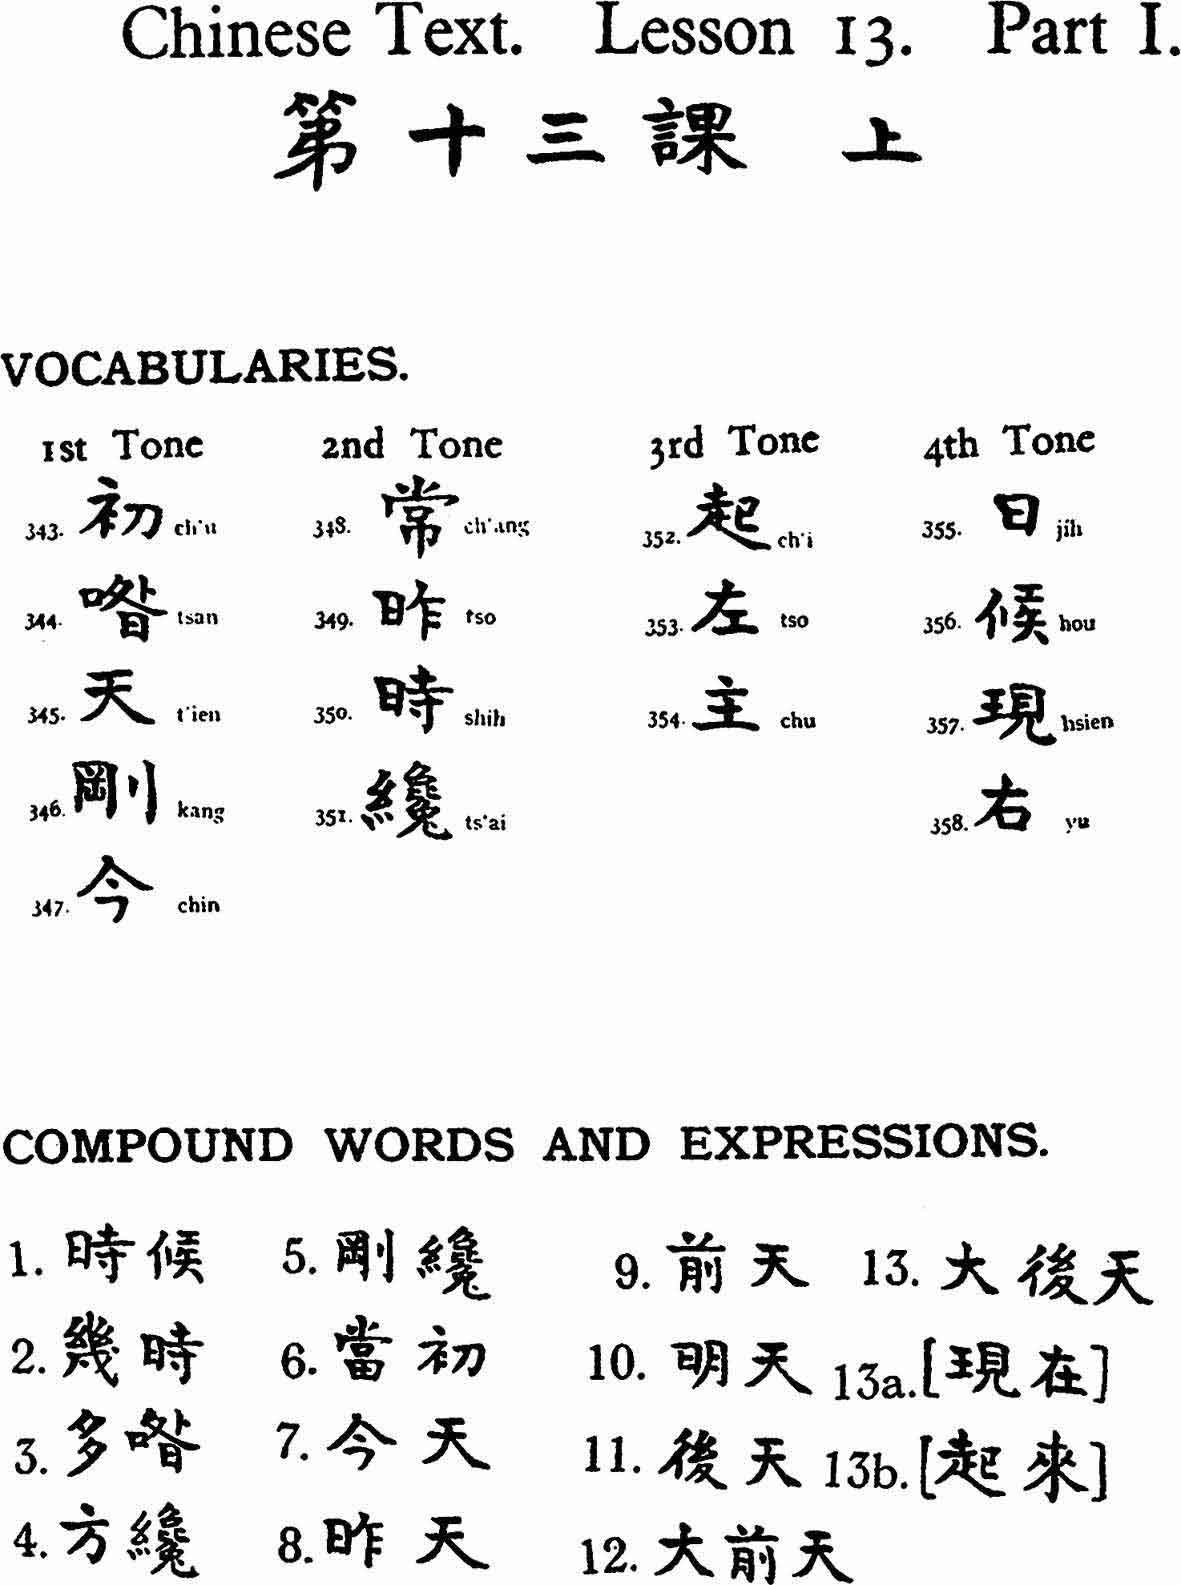 Chinese Text. Lesson 13. Part I.
第十三課 上
VOCABULARIES.
1st Tone 2nd Tone 3rd Tone 4th Tone
343. 初 ch'u 348. 常 ch'ang 352. 起 ch'i 355. 日 jih
344. 喒 tsan 349. 昨 tso 353. 左 tso 356. 候 hou
345. 天 t'ien 350. 時 shih 354. 主 chu 357. 現 hsien
346. 剛 kang 351. 纔 ts'ai 358. 右 yu
347. 今 chin
COMPOUND WORDS AND EXPRESSIONS.
1. 時候 5. 剛纔 9. 前天 13. 大後天
2. 幾時 6. 當初 10. 明天 13a. [現在]
3. 多喒 7. 今天 11. 後天 13b. [起來]
4. 方纔 8. 昨天 12. 大前天